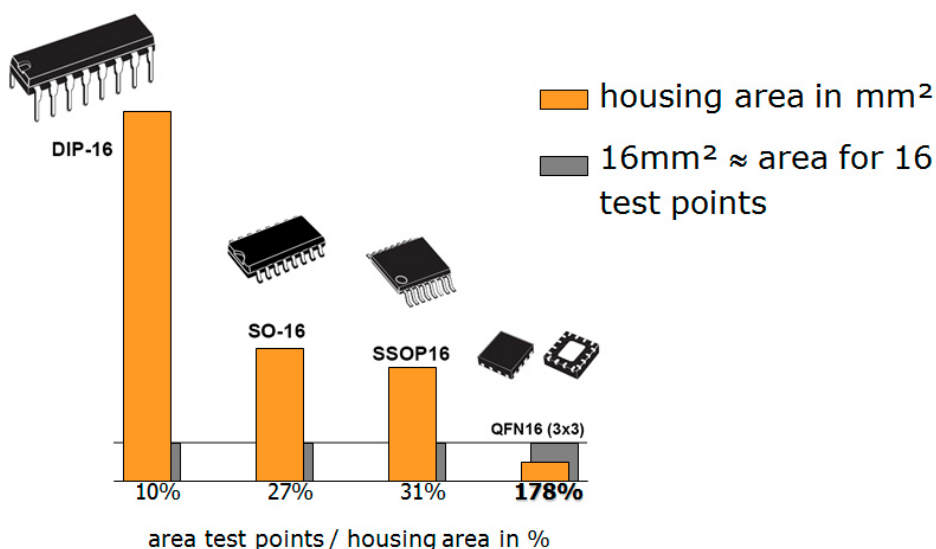 housing area in mm²
16mm² ≈ area for 16
test points
DIP-16
SO-16
SSOP16
QFN16 (3x3)
10%
27%
31%
178%
area test points / housing area in %